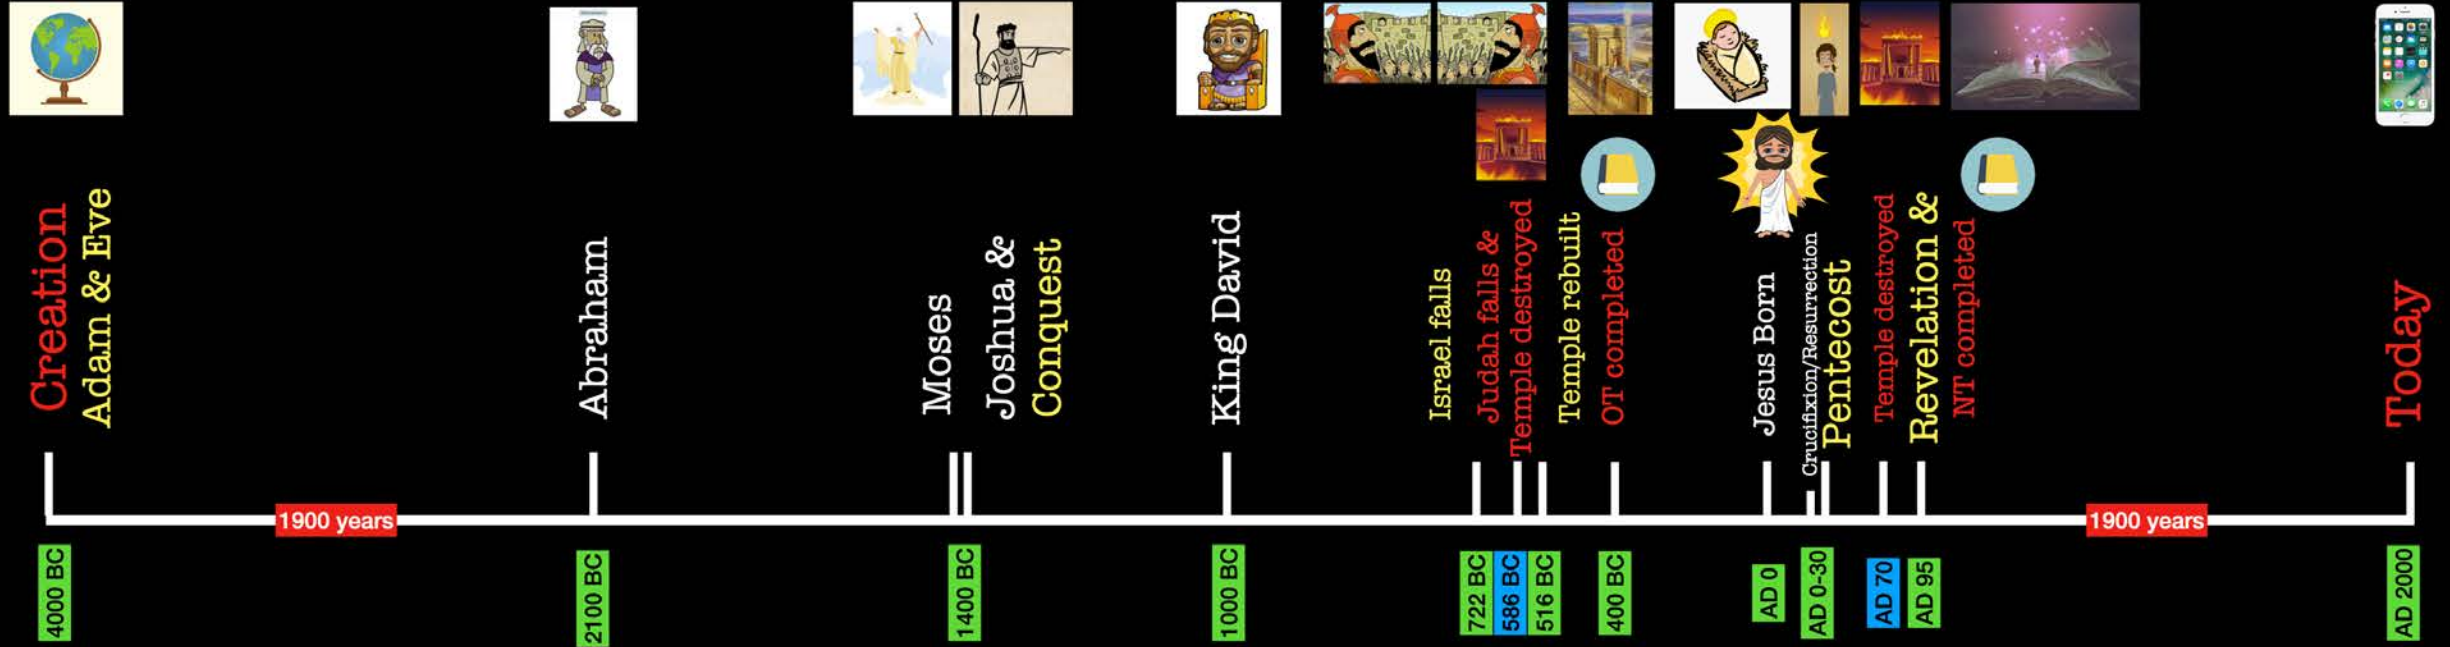 Creation
Adam & Eve
Abraham
Moses
Joshua &
Conquest
King David
Israel falls
Judah falls &
Temple destroyed
Temple rebuilt
OT completed
Jesus Born
Crucifixion/Resurrection
Pentecost
Temple destroyed
Revelation &
NT completed
Today
1900 years
1900 years
4000 BC
2100 BC
1400 BC
1000 BC
722 BC
586 BC
516 BC
400 BC
AD 0
AD 0-30
AD 70
AD 95
AD 2000